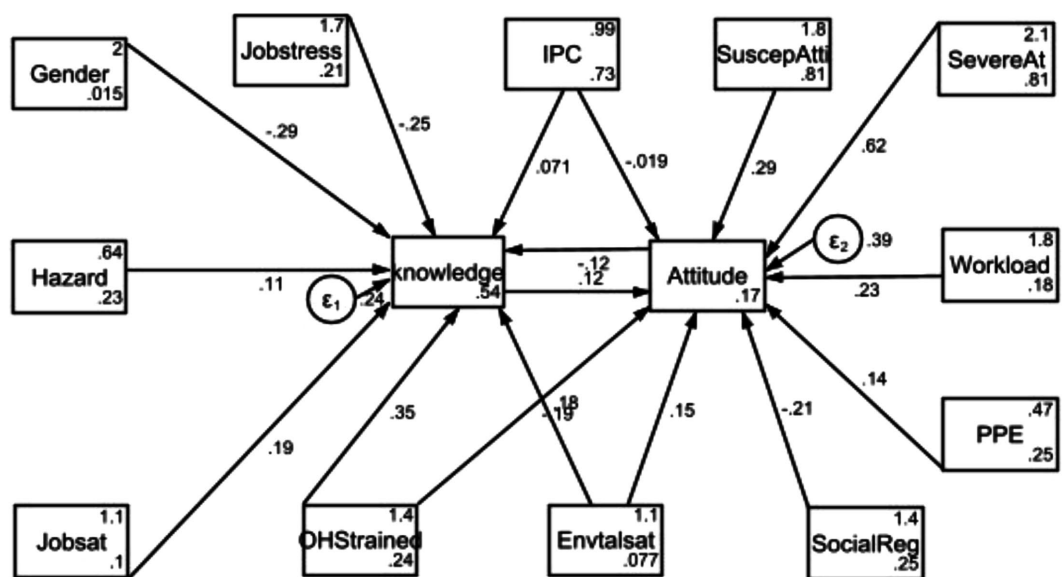 2
Gender
.015
1.7
Jobstress
.21
.99
IPC
.73
1.8
SuscepAtti
.81
2.1
SevereAt
.81
-.29
-.25
.071
-.019
.29
.62
.64
Hazard
.23
.11
ε1
.24
knowledge
.54
-.12
.12
Attitude
.17
ε2
.39
.23
1.8
Workload
.18
.19
.35
.18
-.19
.15
-.21
.14
.47
PPE
.25
1.1
Jobsat
.1
1.4
OHStrained
.24
1.1
Envtalsat
.077
1.4
SocialReg
.25